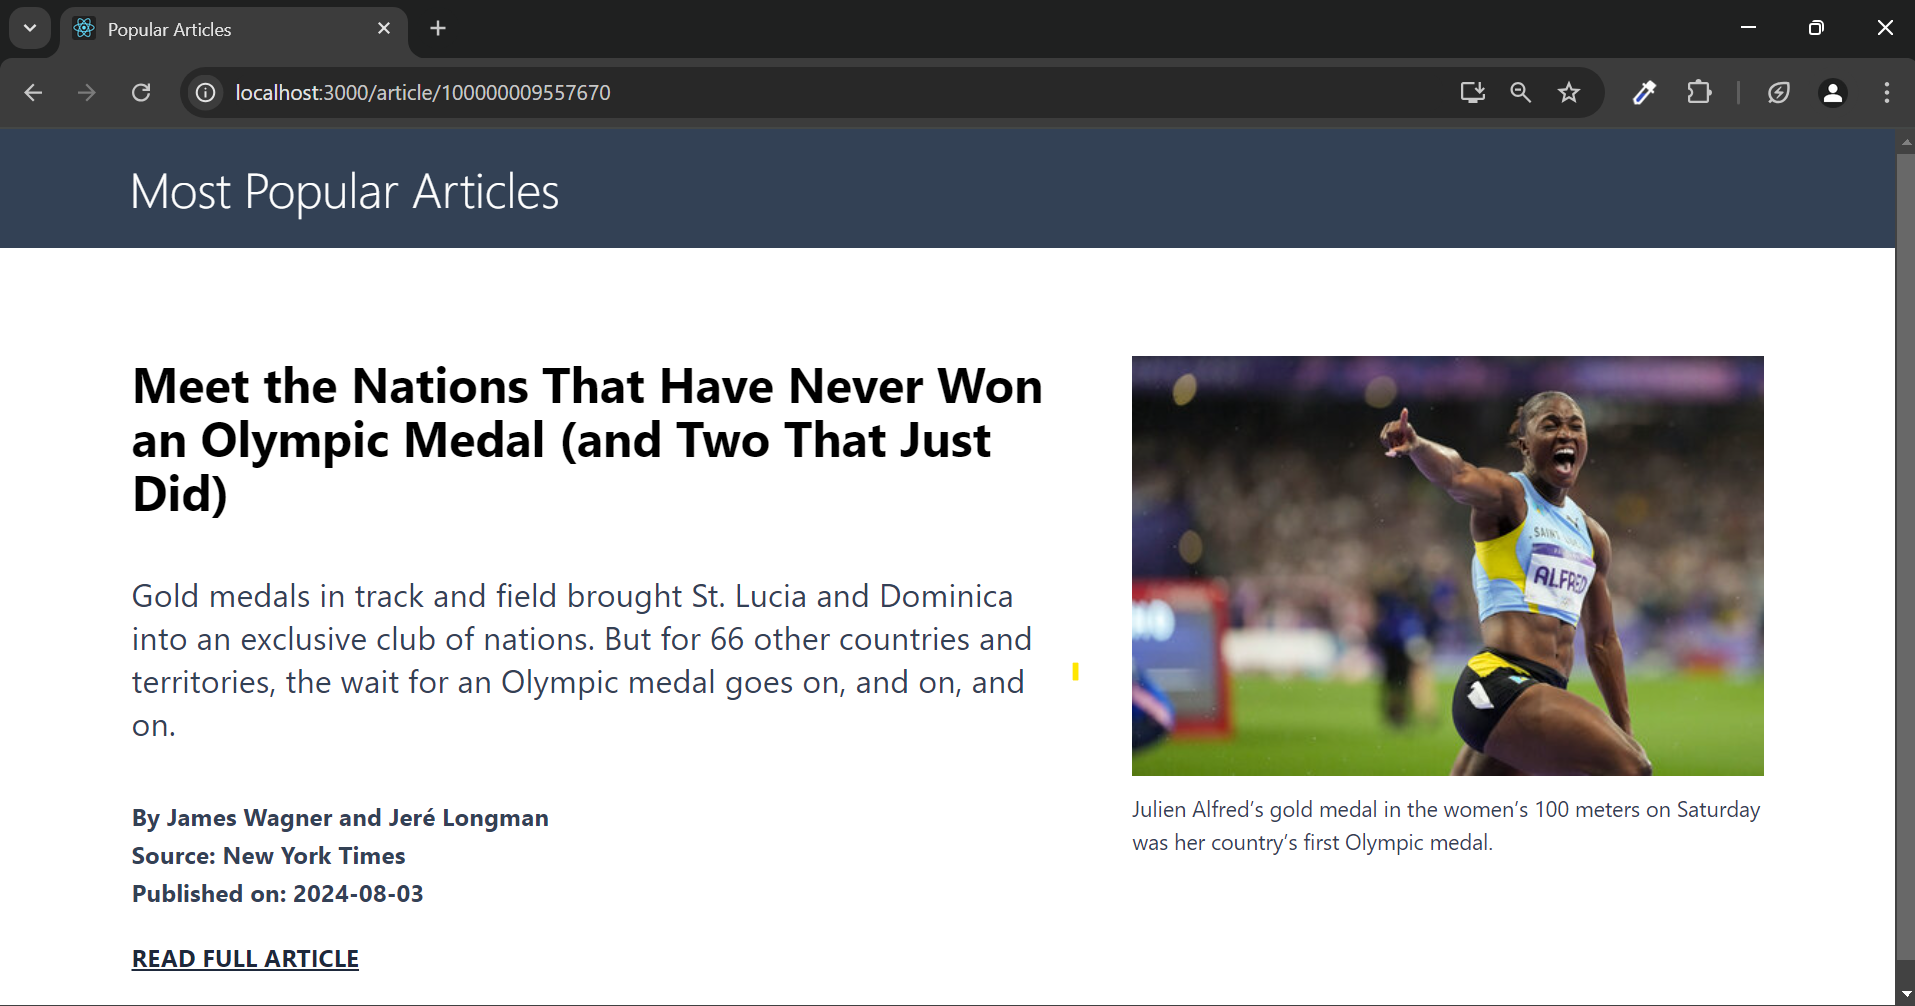 Popular Articles
localhost:3000/article/100000009557670
Most Popular Articles
Meet the Nations That Have Never Won
an Olympic Medal (and Two That Just
Did)
Gold medals in track and field brought St. Lucia and Dominica
into an exclusive club of nations. But for 66 other countries and
territories, the wait for an Olympic medal goes on, and on, and
on.
By James Wagner and Jeré Longman
Source: New York Times
Published on: 2024-08-03
READ FULL ARTICLE
SAINT
ALFRED
Julien Alfred’s gold medal in the women’s 100 meters on Saturday
was her country’s first Olympic medal.